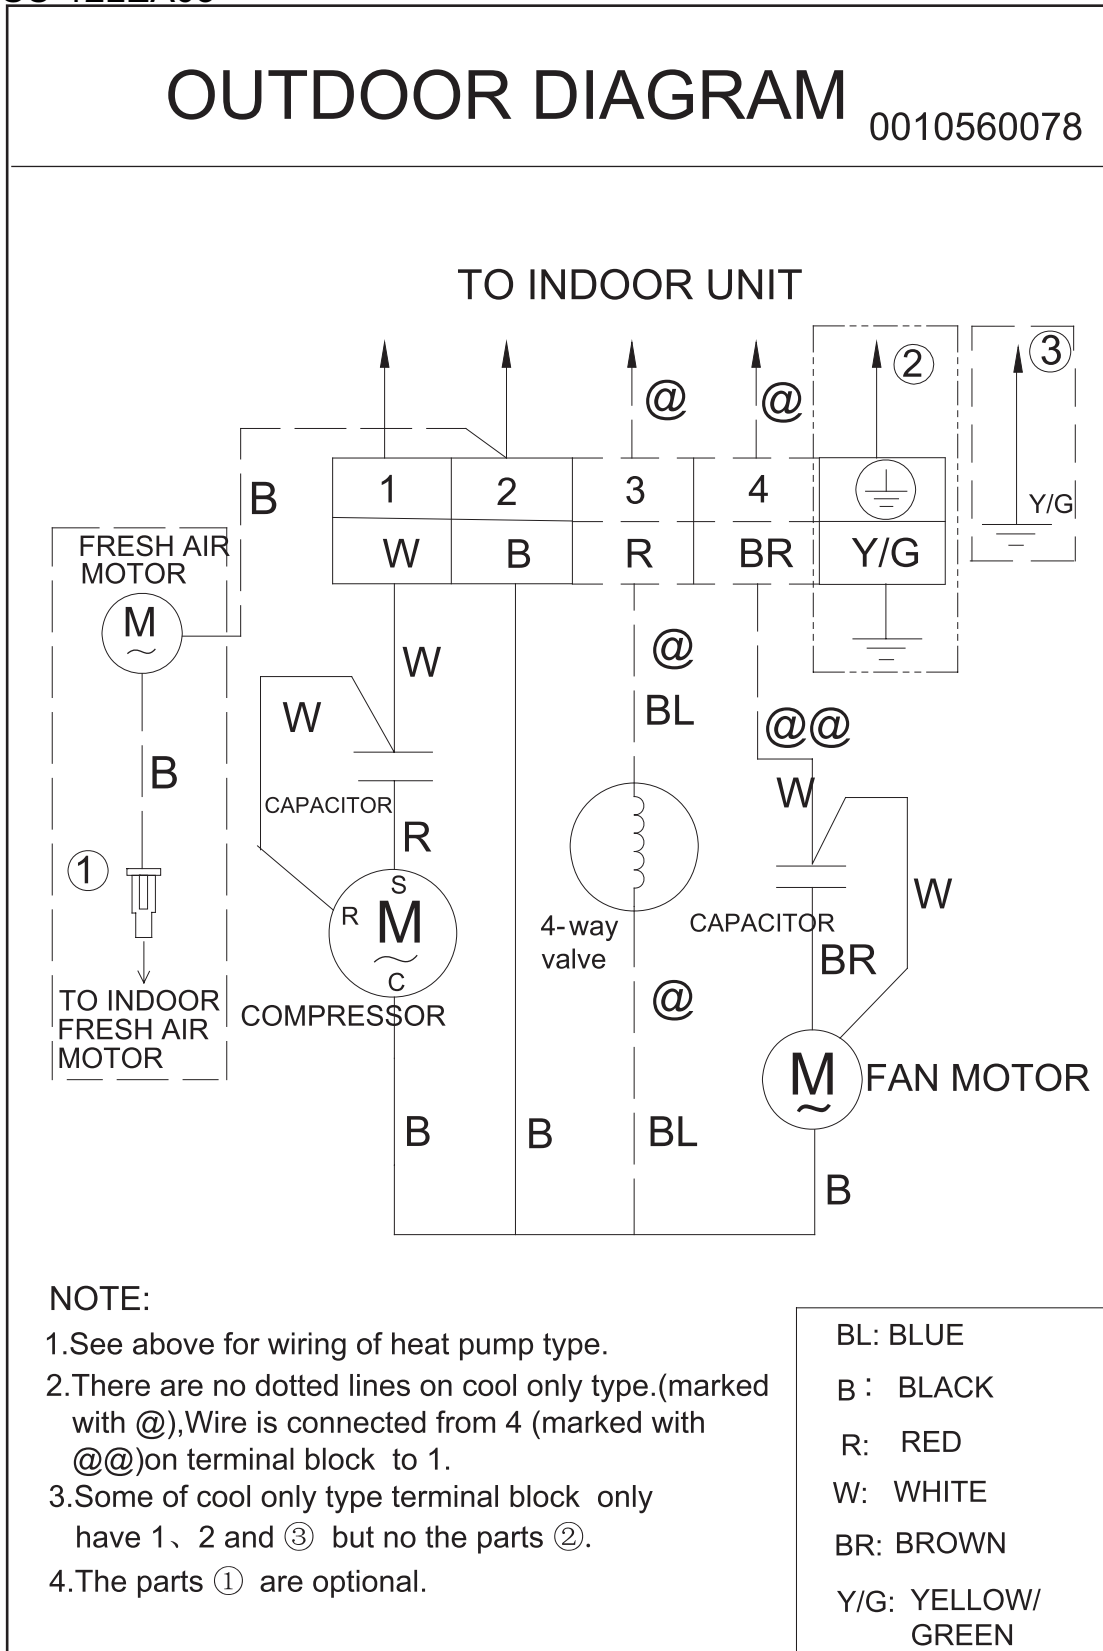 OUTDOOR DIAGRAM 0010560078
TO INDOOR UNIT
@ @ ② ③
B 1 2 3 4 Y/G
W B R BR Y/G
FRESH AIR
MOTOR
M
~
W @
W BL @@
B W
CAPACITOR
R
①
S
R M
~
C
COMPRESSOR
4-way
valve
CAPACITOR
W
BR
@
TO INDOOR
FRESH AIR
MOTOR
M
~
FAN MOTOR
B B BL
B
NOTE:
1.See above for wiring of heat pump type.
2.There are no dotted lines on cool only type.(marked
with @),Wire is connected from 4 (marked with
@@)on terminal block to 1.
3.Some of cool only type terminal block only
have 1、2 and ③ but no the parts ②.
4.The parts ① are optional.
BL: BLUE
B : BLACK
R: RED
W: WHITE
BR: BROWN
Y/G: YELLOW/
GREEN